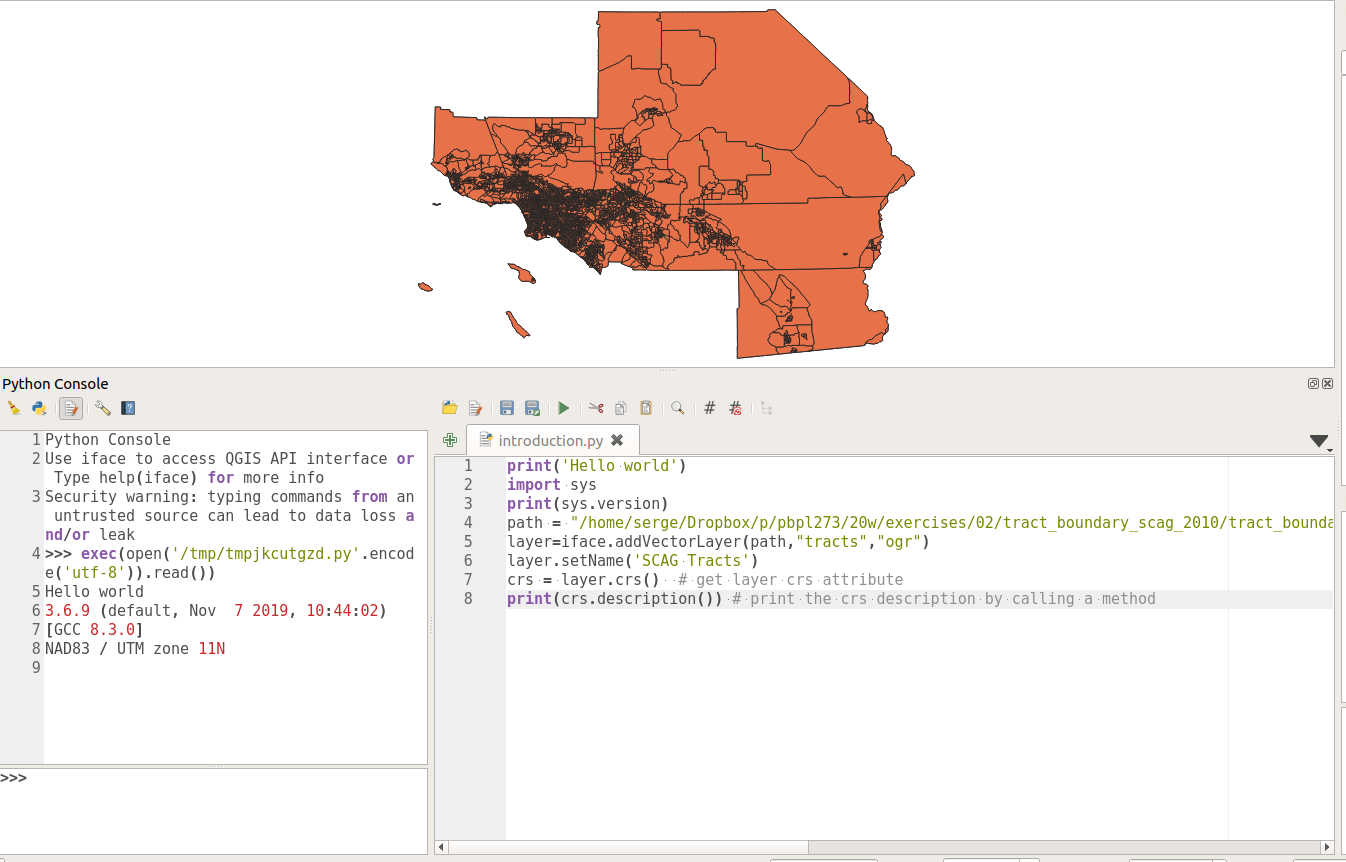 Python Console
1 Python Console
2 Use iface to access QGIS API interface or
Type help(iface) for more info
3 Security warning: typing commands from an
untrusted source can lead to data loss a
nd/or leak
4 >>> exec(open('/tmp/tmpjkcutgzd.py'.encod
e('utf-8')).read())
5 Hello world
6 3.6.9 (default, Nov  7 2019, 10:44:02)
7 [GCC 8.3.0]
8 NAD83 / UTM zone 11N
9
>>>
introduction.py
1 print('Hello world')
2 import sys
3 print(sys.version)
4 path = "/home/serge/Dropbox/p/pbpl273/20w/exercises/02/tract_boundary_scag_2010/tract_bounda
5 layer=iface.addVectorLayer(path,"tracts","ogr")
6 layer.setName('SCAG Tracts')
7 crs = layer.crs()  # get layer crs attribute
8 print(crs.description()) # print the crs description by calling a method